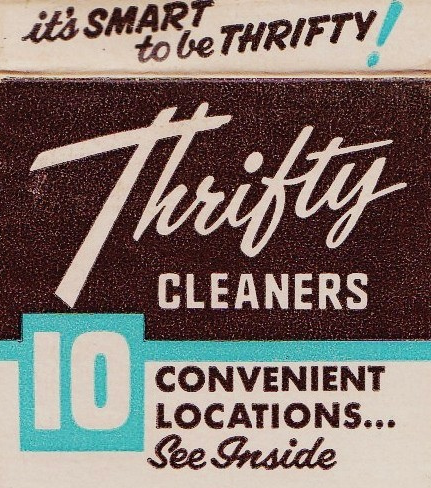 it's SMART
to be THRIFTY!
Thrifty
CLEANERS
10
CONVENIENT
LOCATIONS...
See Inside